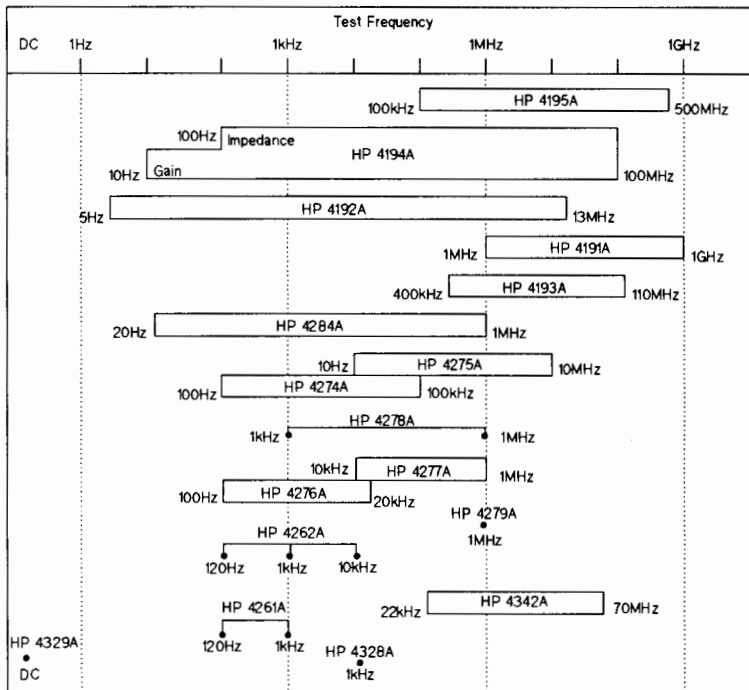 Test Frequency
DC 1Hz 1kHz 1MHz 1GHz
100kHz HP 4195A 500MHz
100Hz Impedance
HP 4194A
10Hz Gain 100MHz
5Hz HP 4192A 13MHz
1MHz HP 4191A 1GHz
400kHz HP 4193A 110MHz
20Hz HP 4284A 1MHz
10Hz HP 4275A 10MHz
100Hz HP 4274A 100kHz
HP 4278A
1kHz 1MHz
10kHz HP 4277A 1MHz
100Hz HP 4276A 20kHz
HP 4279A
1MHz
HP 4262A
120Hz 1kHz 10kHz
22kHz HP 4342A 70MHz
HP 4261A
120Hz 1kHz
HP 4329A
DC
HP 4328A
1kHz